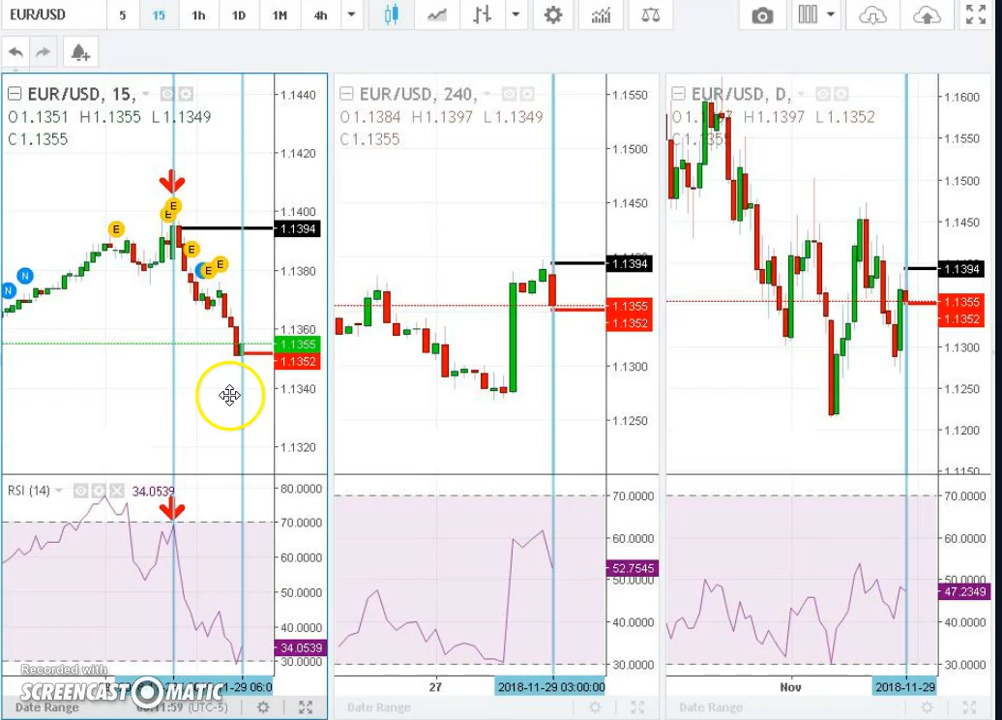 EUR/USD 5 15 1h 1D 1M 4h
EUR/USD, 15,
O1.1351 H1.1355 L1.1349
C1.1355
1.1440
1.1420
1.1400
1.1394
1.1380
1.1360
1.1355
1.1352
1.1340
1.1320
E
E
E
E
E
E
N
N
RSI (14) 34.0539
80.0000
70.0000
60.0000
50.0000
40.0000
34.0539
30.0000
-29 06:0
Date Range
:11:59 (UTC-5)
EUR/USD, 240,
O1.1384 H1.1397 L1.1349
C1.1355
1.1550
1.1500
1.1450
1.1394
1.1355
1.1352
1.1300
1.1250
70.0000
60.0000
52.7545
50.0000
40.0000
30.0000
27 2018-11-29 03:00:00
Date Range
EUR/USD, D,
H1.1397 L1.1352
1.1600
1.1550
1.1500
1.1450
1.1394
1.1355
1.1352
1.1300
1.1250
1.1200
1.1150
70.0000
60.0000
50.0000
47.2349
40.0000
30.0000
Nov 2018-11-29
Date Range
Recorded with
SCREENCAST MATIC